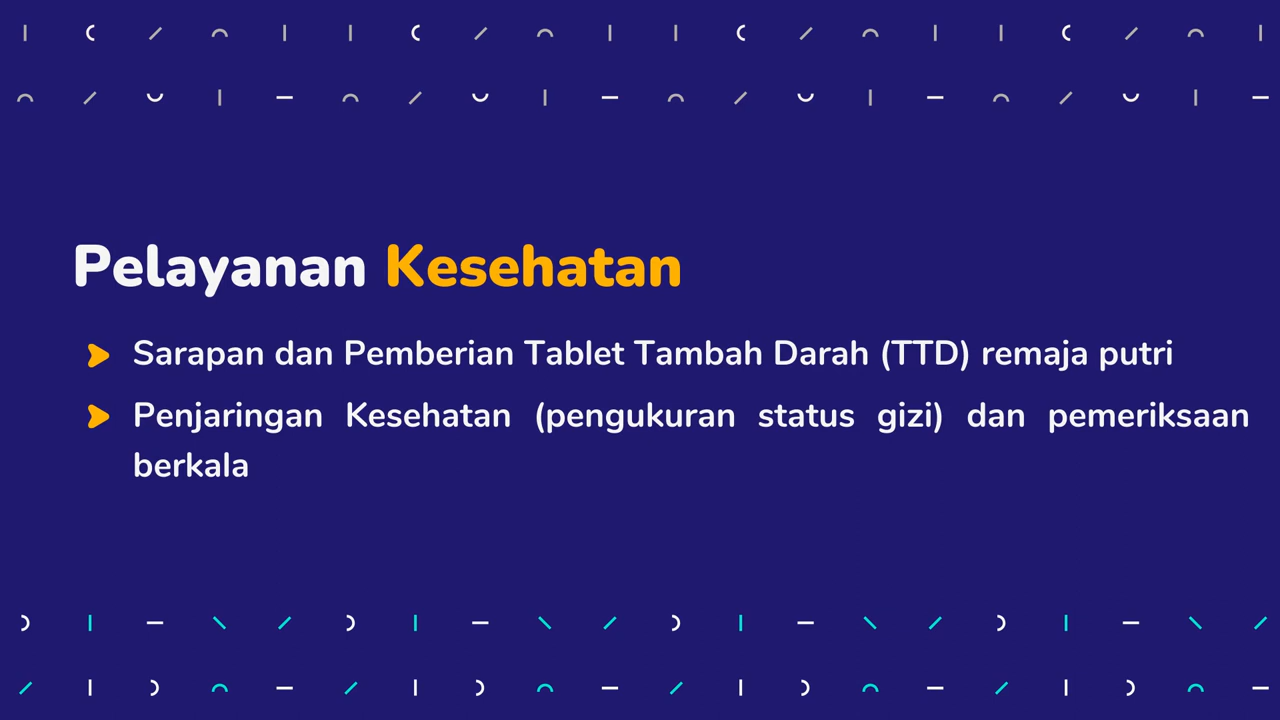 Pelayanan Kesehatan
Sarapan dan Pemberian Tablet Tambah Darah (TTD) remaja putri
Penjaringan Kesehatan (pengukuran status gizi) dan pemeriksaan
berkala